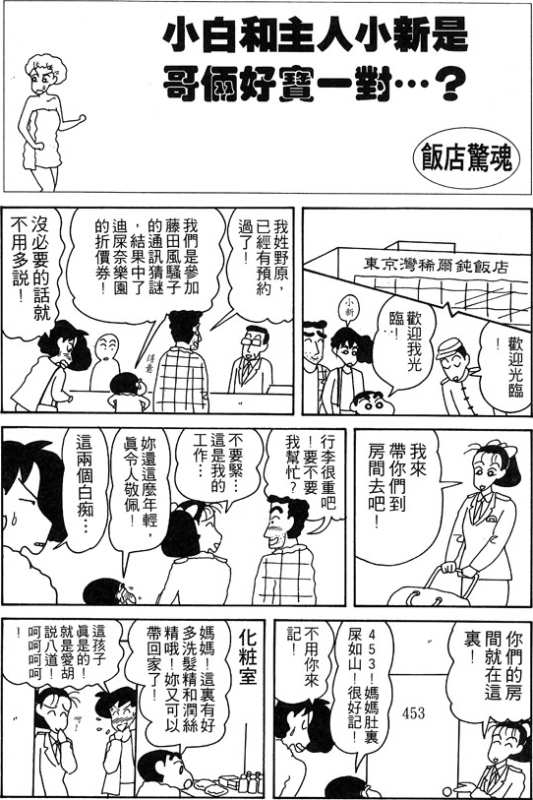 小白和主人小新是
哥倆好寶一對…？
飯店驚魂
東京灣稀爾鈍飯店
歡迎光臨
！
小新
歡迎我光
臨！
我姓野原，
已經有預約
過了！
我們是參加
藤田風騷子
的通訊猜謎
，結果中了
迪屎奈樂園
的折價券！
得意
沒必要的話就
不用多説！
我來
帶你們到
房間去吧！
行李很重吧
！要不要
我幫忙？
不要緊…
這是我的
工作…
妳還這麼年輕，
眞令人敬佩！
這兩個白痴…
你們的房
間就在這
裏！
453
453！媽媽肚裏
屎如山！很好記！
不用你來
記！
化粧室
媽媽！這裏有好
多洗髮精和潤絲
精哦！妳又可以
帶回家了！
這孩子
眞是的！
就是愛胡
說八道！
呵呵呵呵